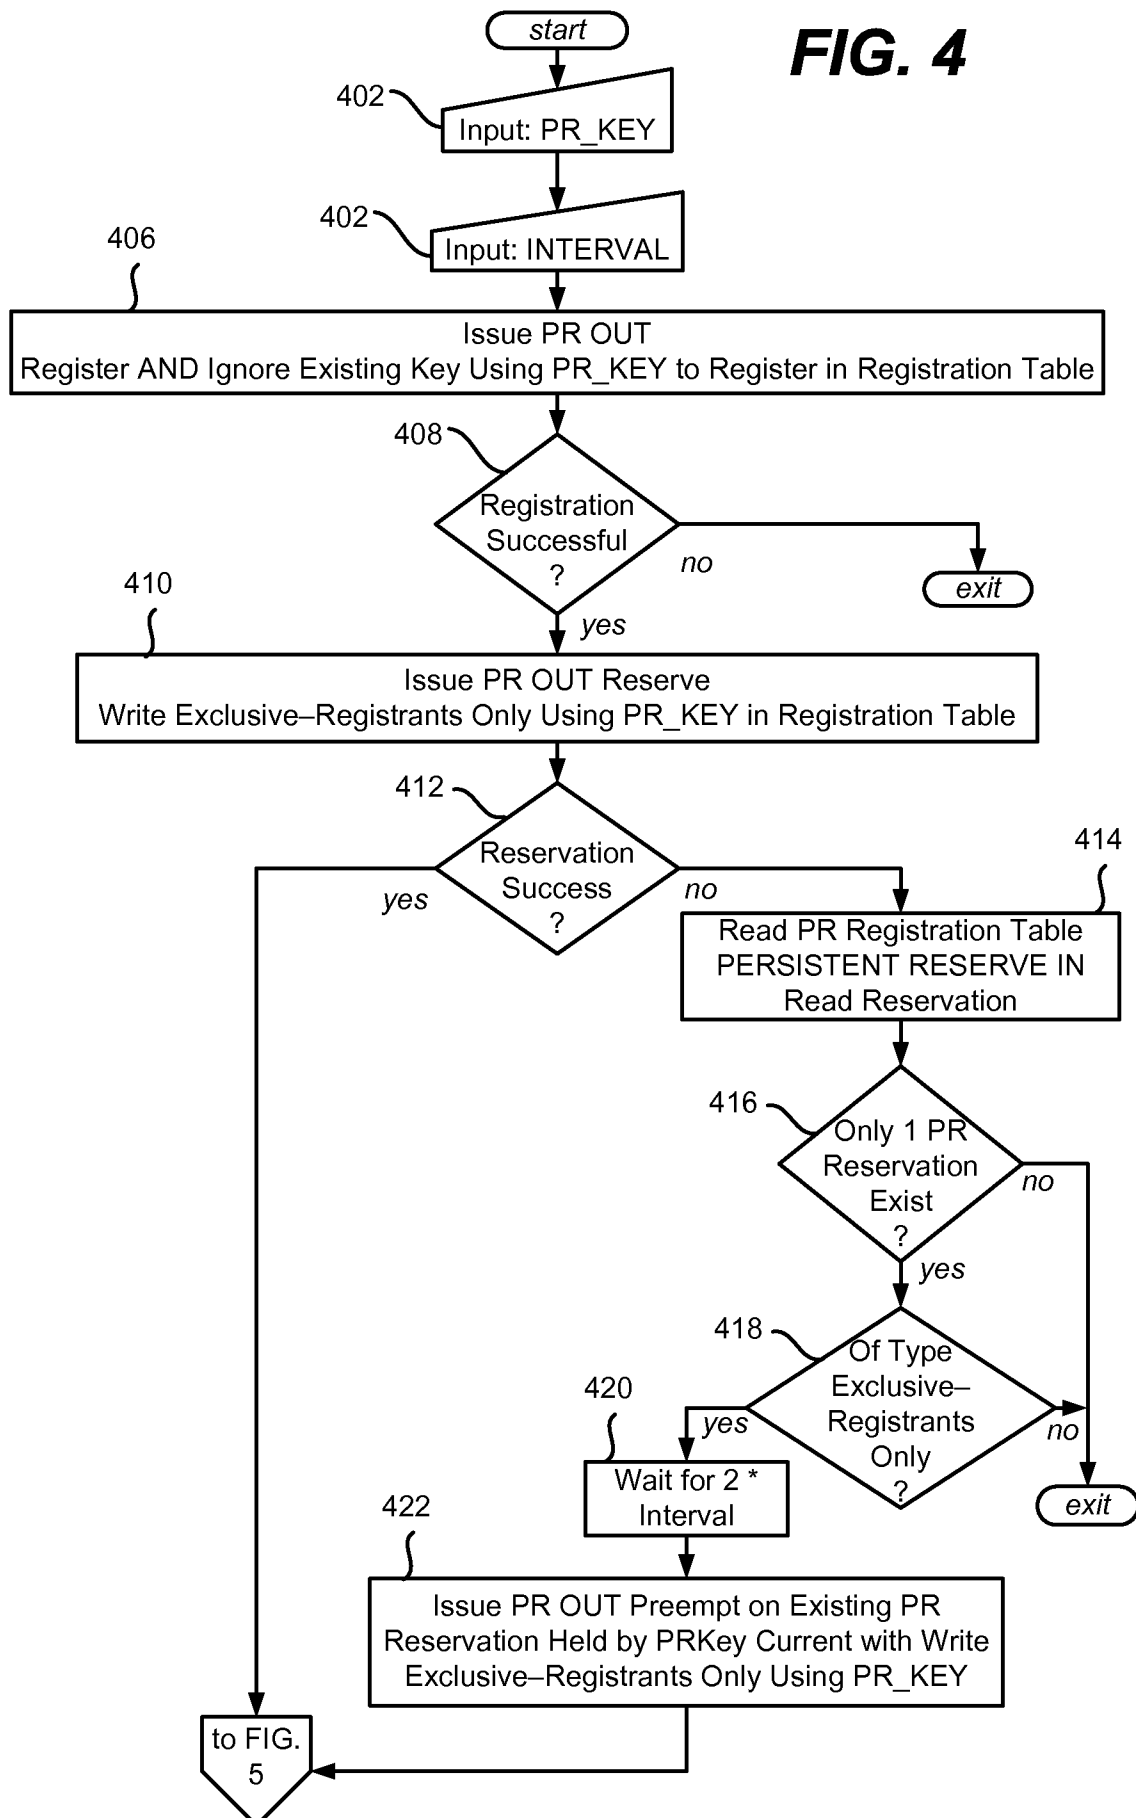 start
FIG. 4
402
Input: PR_KEY
402
Input: INTERVAL
406
Issue PR OUT
Register AND Ignore Existing Key Using PR_KEY to Register in Registration Table
408
Registration
Successful
?
no
exit
yes
410
Issue PR OUT Reserve
Write Exclusive–Registrants Only Using PR_KEY in Registration Table
412
Reservation
Success
?
yes
no
414
Read PR Registration Table
PERSISTENT RESERVE IN
Read Reservation
416
Only 1 PR
Reservation
Exist
?
no
yes
418
Of Type
Exclusive–
Registrants
Only
?
yes
no
exit
420
Wait for 2 *
Interval
422
Issue PR OUT Preempt on Existing PR
Reservation Held by PRKey Current with Write
Exclusive–Registrants Only Using PR_KEY
to FIG.
5